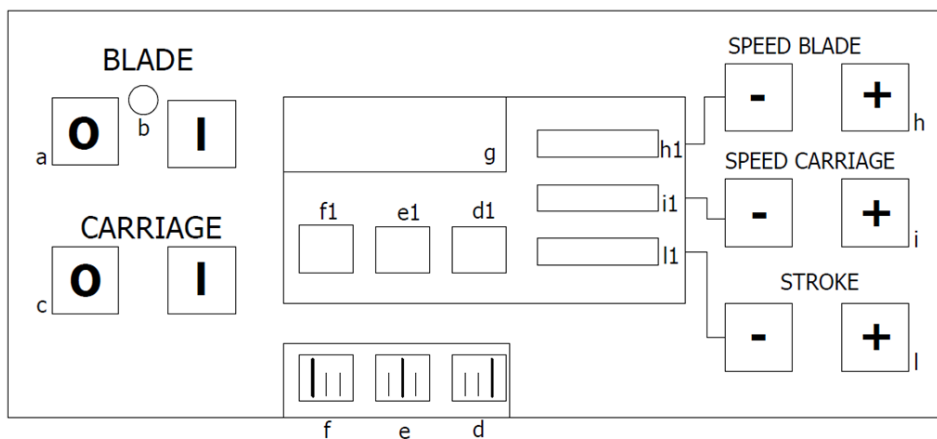 BLADE
O
I
a
b
CARRIAGE
O
I
c
g
f1
e1
d1
h1
i1
l1
SPEED BLADE
-
+
h
SPEED CARRIAGE
-
+
i
STROKE
-
+
l
f
e
d